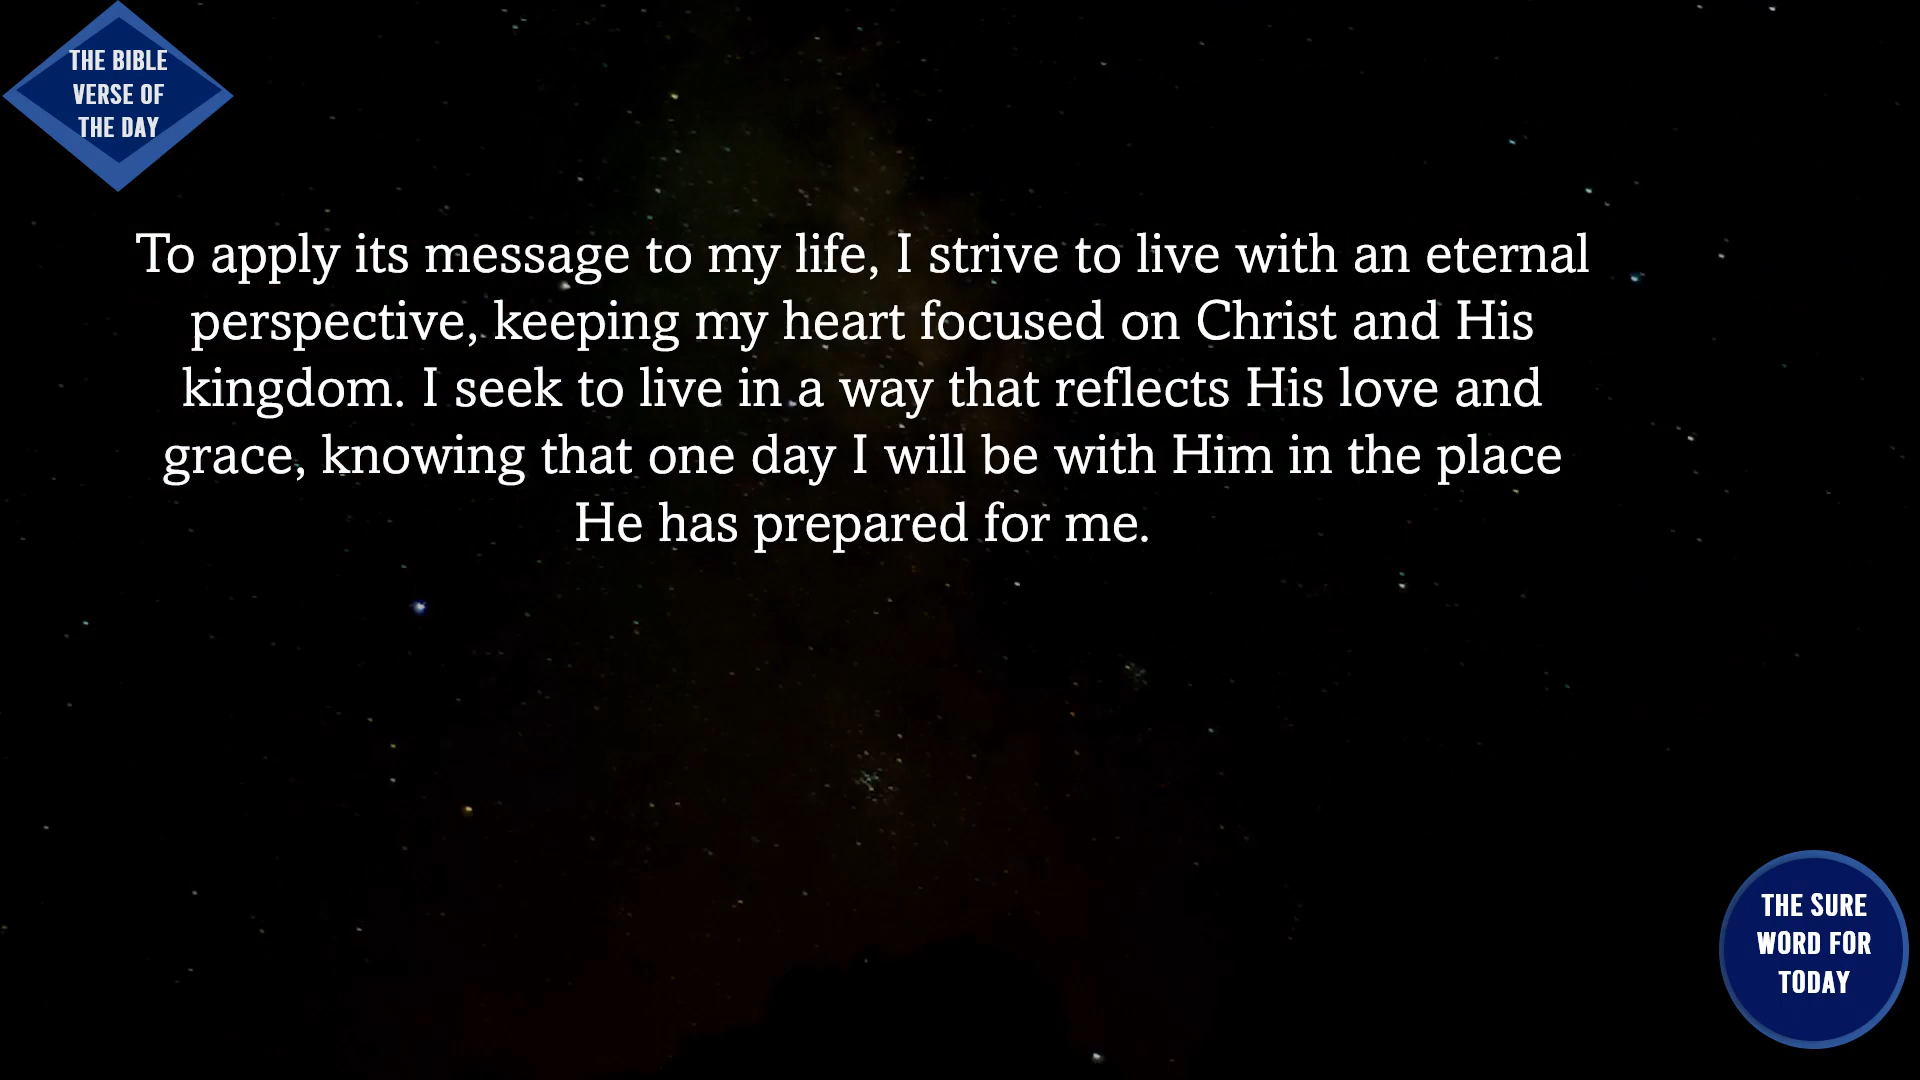 THE BIBLE
VERSE OF
THE DAY
To apply its message to my life, I strive to live with an eternal
perspective, keeping my heart focused on Christ and His
kingdom. I seek to live in a way that reflects His love and
grace, knowing that one day I will be with Him in the place
He has prepared for me.
THE SURE
WORD FOR
TODAY